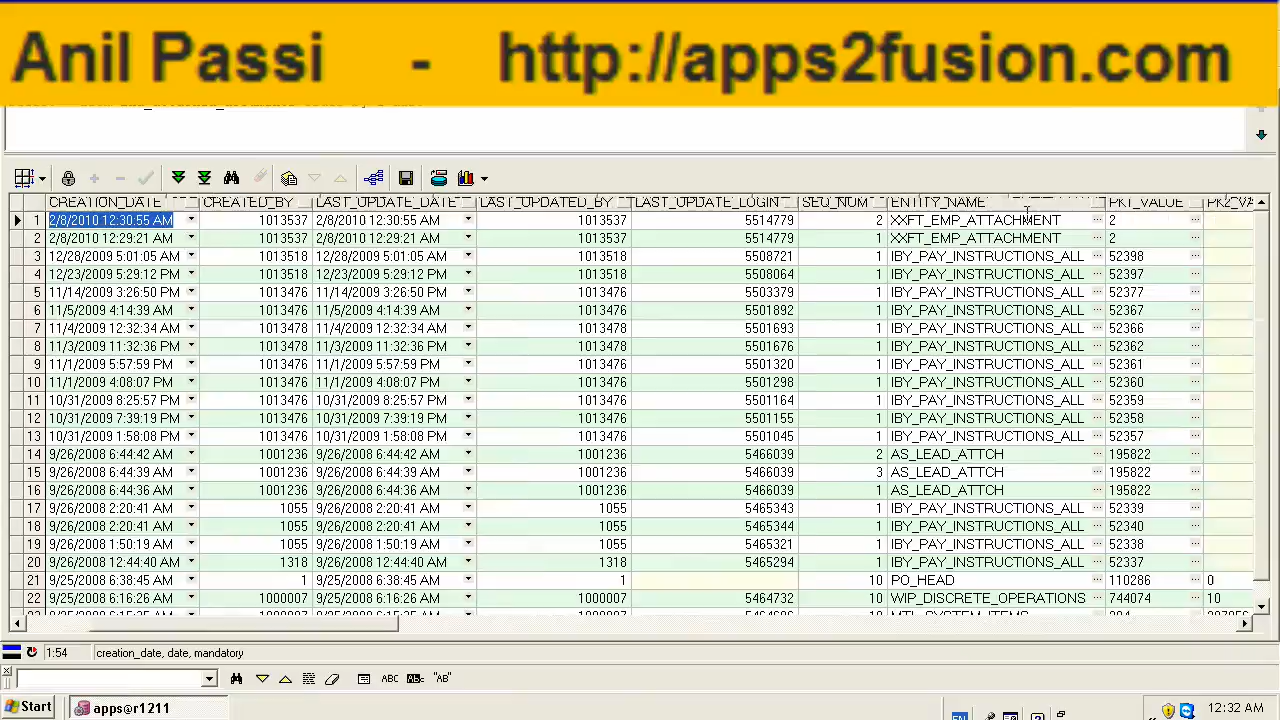 Anil Passi - http://apps2fusion.com
CREATION_DATE CREATED_BY LAST_UPDATE_DATE LAST_UPDATED_BY LAST_UPDATE_LOGIN SEQ_NUM ENTITY_NAME PK1_VALUE PK2_VA
1 2/8/2010 12:30:55 AM 1013537 2/8/2010 12:30:55 AM 1013537 5514779 2 XXFT_EMP_ATTACHMENT 2
2 2/8/2010 12:29:21 AM 1013537 2/8/2010 12:29:21 AM 1013537 5514779 1 XXFT_EMP_ATTACHMENT 2
3 12/28/2009 5:01:05 AM 1013518 12/28/2009 5:01:05 AM 1013518 5508721 1 IBY_PAY_INSTRUCTIONS_ALL 52398
4 12/23/2009 5:29:12 PM 1013518 12/23/2009 5:29:12 PM 1013518 5508064 1 IBY_PAY_INSTRUCTIONS_ALL 52397
5 11/14/2009 3:26:50 PM 1013476 11/14/2009 3:26:50 PM 1013476 5503379 1 IBY_PAY_INSTRUCTIONS_ALL 52377
6 11/5/2009 4:14:39 AM 1013476 11/5/2009 4:14:39 AM 1013476 5501892 1 IBY_PAY_INSTRUCTIONS_ALL 52367
7 11/4/2009 12:32:34 AM 1013478 11/4/2009 12:32:34 AM 1013478 5501693 1 IBY_PAY_INSTRUCTIONS_ALL 52366
8 11/3/2009 11:32:36 PM 1013478 11/3/2009 11:32:36 PM 1013478 5501676 1 IBY_PAY_INSTRUCTIONS_ALL 52362
9 11/1/2009 5:57:59 PM 1013476 11/1/2009 5:57:59 PM 1013476 5501320 1 IBY_PAY_INSTRUCTIONS_ALL 52361
10 11/1/2009 4:08:07 PM 1013476 11/1/2009 4:08:07 PM 1013476 5501298 1 IBY_PAY_INSTRUCTIONS_ALL 52360
11 10/31/2009 8:25:57 PM 1013476 10/31/2009 8:25:57 PM 1013476 5501164 1 IBY_PAY_INSTRUCTIONS_ALL 52359
12 10/31/2009 7:39:19 PM 1013476 10/31/2009 7:39:19 PM 1013476 5501155 1 IBY_PAY_INSTRUCTIONS_ALL 52358
13 10/31/2009 1:58:08 PM 1013476 10/31/2009 1:58:08 PM 1013476 5501045 1 IBY_PAY_INSTRUCTIONS_ALL 52357
14 9/26/2008 6:44:42 AM 1001236 9/26/2008 6:44:42 AM 1001236 5466039 2 AS_LEAD_ATTCH 195822
15 9/26/2008 6:44:39 AM 1001236 9/26/2008 6:44:39 AM 1001236 5466039 3 AS_LEAD_ATTCH 195822
16 9/26/2008 6:44:36 AM 1001236 9/26/2008 6:44:36 AM 1001236 5466039 1 AS_LEAD_ATTCH 195822
17 9/26/2008 2:20:41 AM 1055 9/26/2008 2:20:41 AM 1055 5465343 1 IBY_PAY_INSTRUCTIONS_ALL 52339
18 9/26/2008 2:20:41 AM 1055 9/26/2008 2:20:41 AM 1055 5465344 1 IBY_PAY_INSTRUCTIONS_ALL 52340
19 9/26/2008 1:50:19 AM 1055 9/26/2008 1:50:19 AM 1055 5465321 1 IBY_PAY_INSTRUCTIONS_ALL 52338
20 9/26/2008 12:44:40 AM 1318 9/26/2008 12:44:40 AM 1318 5465294 1 IBY_PAY_INSTRUCTIONS_ALL 52337
21 9/25/2008 6:38:45 AM 1 9/25/2008 6:38:45 AM 1 10 PO_HEAD 110286 0
22 9/25/2008 6:16:26 AM 1000007 9/25/2008 6:16:26 AM 1000007 5464732 10 WIP_DISCRETE_OPERATIONS 744074 10
1:54 creation_date, date, mandatory
ABC ABc "AB"
Start apps@r1211 EN 12:32 AM